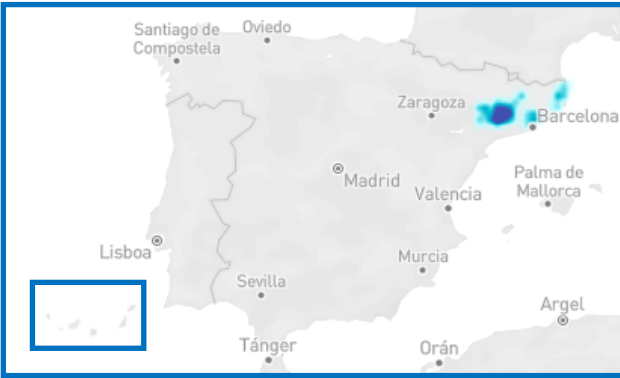 Santiago de
Compostela
Oviedo
Zaragoza
Barcelona
Madrid
Palma de
Mallorca
Valencia
Lisboa
Murcia
Sevilla
Argel
Tánger
Orán